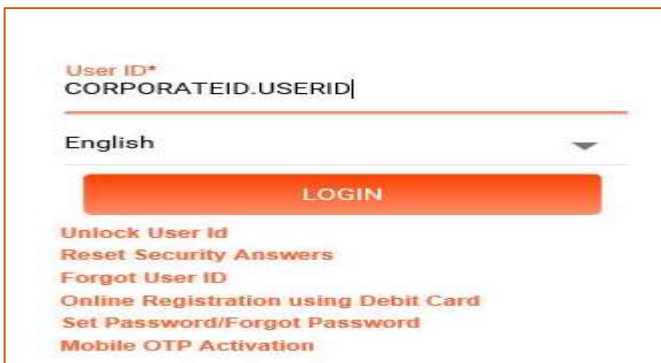 User ID*
CORPORATEID.USERID
English
LOGIN
Unlock User Id
Reset Security Answers
Forgot User ID
Online Registration using Debit Card
Set Password/Forgot Password
Mobile OTP Activation